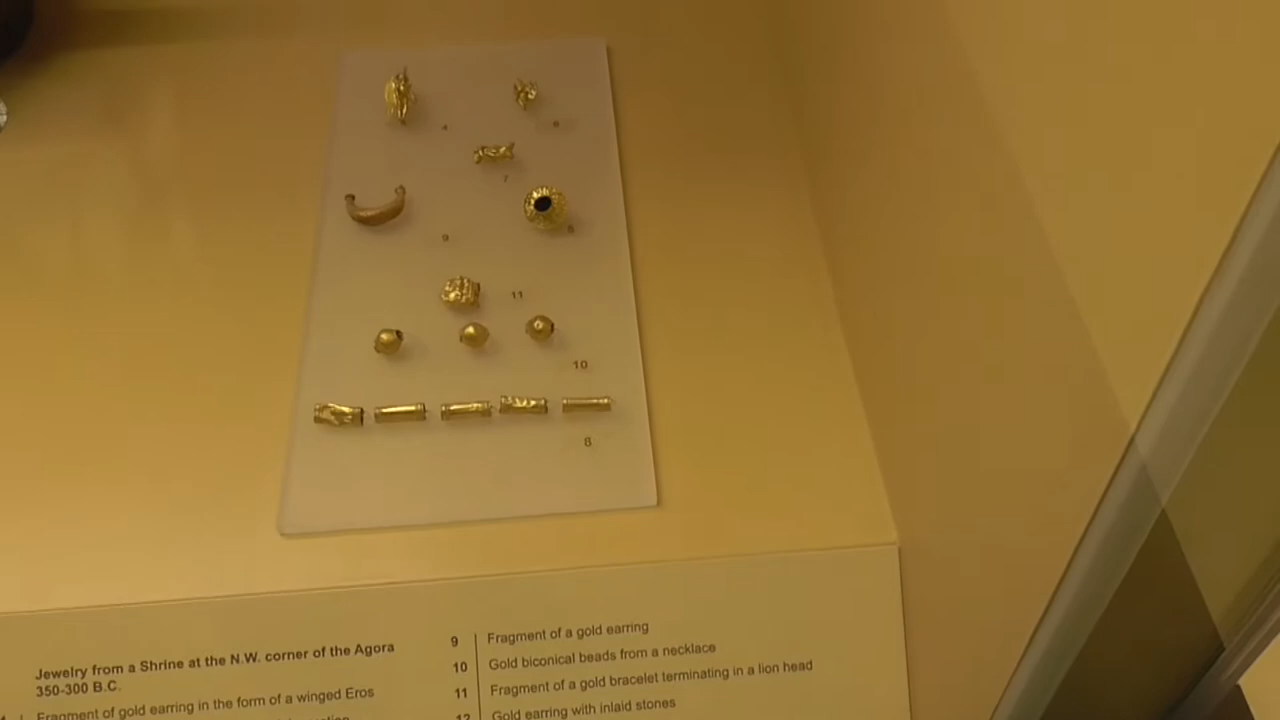 4
6
7
9
5
11
10
8
Jewelry from a Shrine at the N.W. corner of the Agora
350-300 B.C.
Fragment of gold earring in the form of a winged Eros
9 Fragment of a gold earring
10 Gold biconical beads from a necklace
11 Fragment of a gold bracelet terminating in a lion head
12 Gold earring with inlaid stones